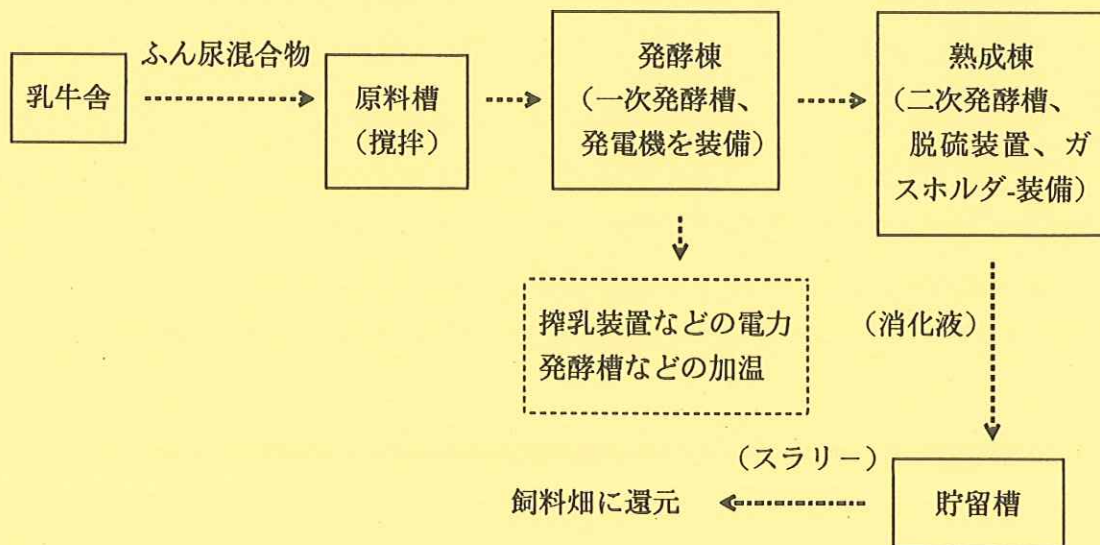 乳牛舎
ふん尿混合物
原料槽
（撹拌）
発酵棟
（一次発酵槽、
発電機を装備）
熟成棟
（二次発酵槽、
脱硫装置、ガ
スホルダ-装備）
搾乳装置などの電力
発酵槽などの加温
（消化液）
（スラリー）
飼料畑に還元
貯留槽